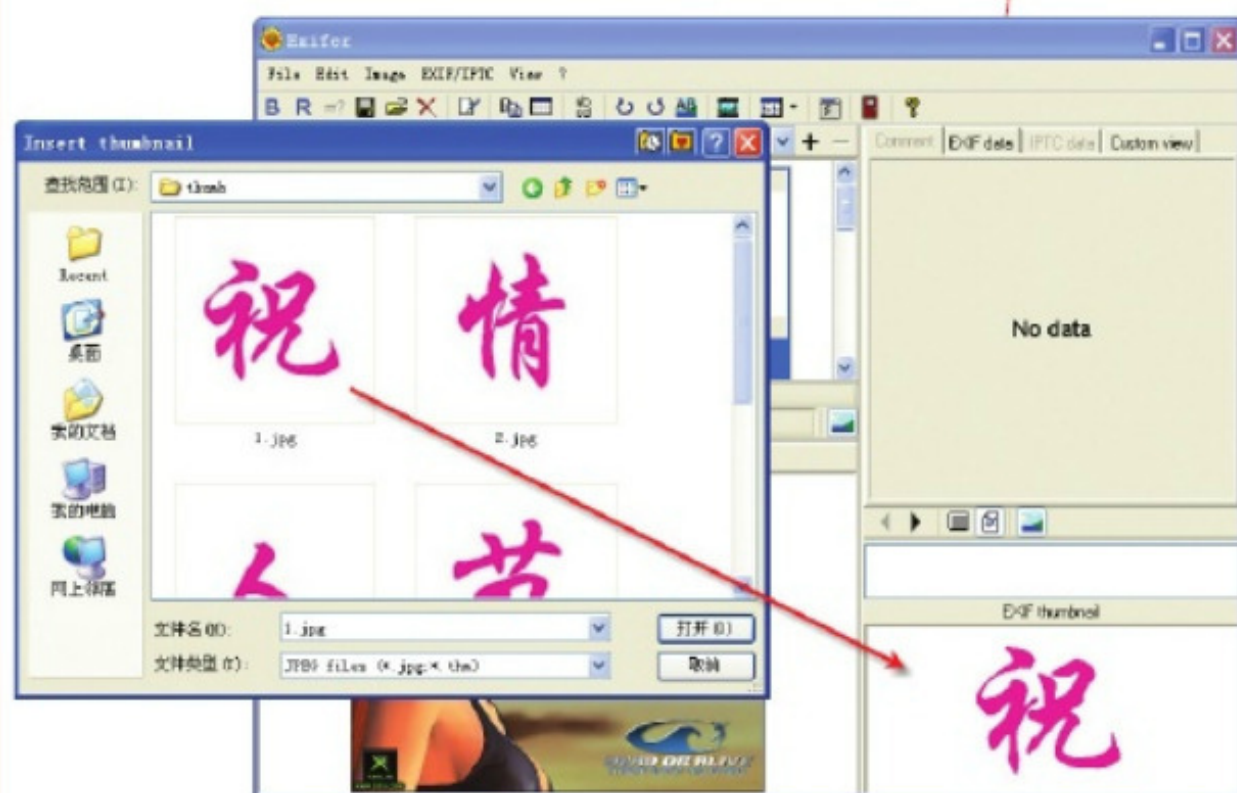 Exifer
File Edit Image EXIF/IPTC View ?
B R =?
Insert thumbnail
Comment EXIF data IPTC data Custom view
查找范围(I): thumb
Recent
桌面
我的文档
我的电脑
网上邻居
祝
情
1.jpg
2.jpg
人
节
No data
文件名(N): 1.jpg 打开(O)
文件类型(T): JPEG files (*.jpg;*.thm) 取消
EXIF thumbnail
祝